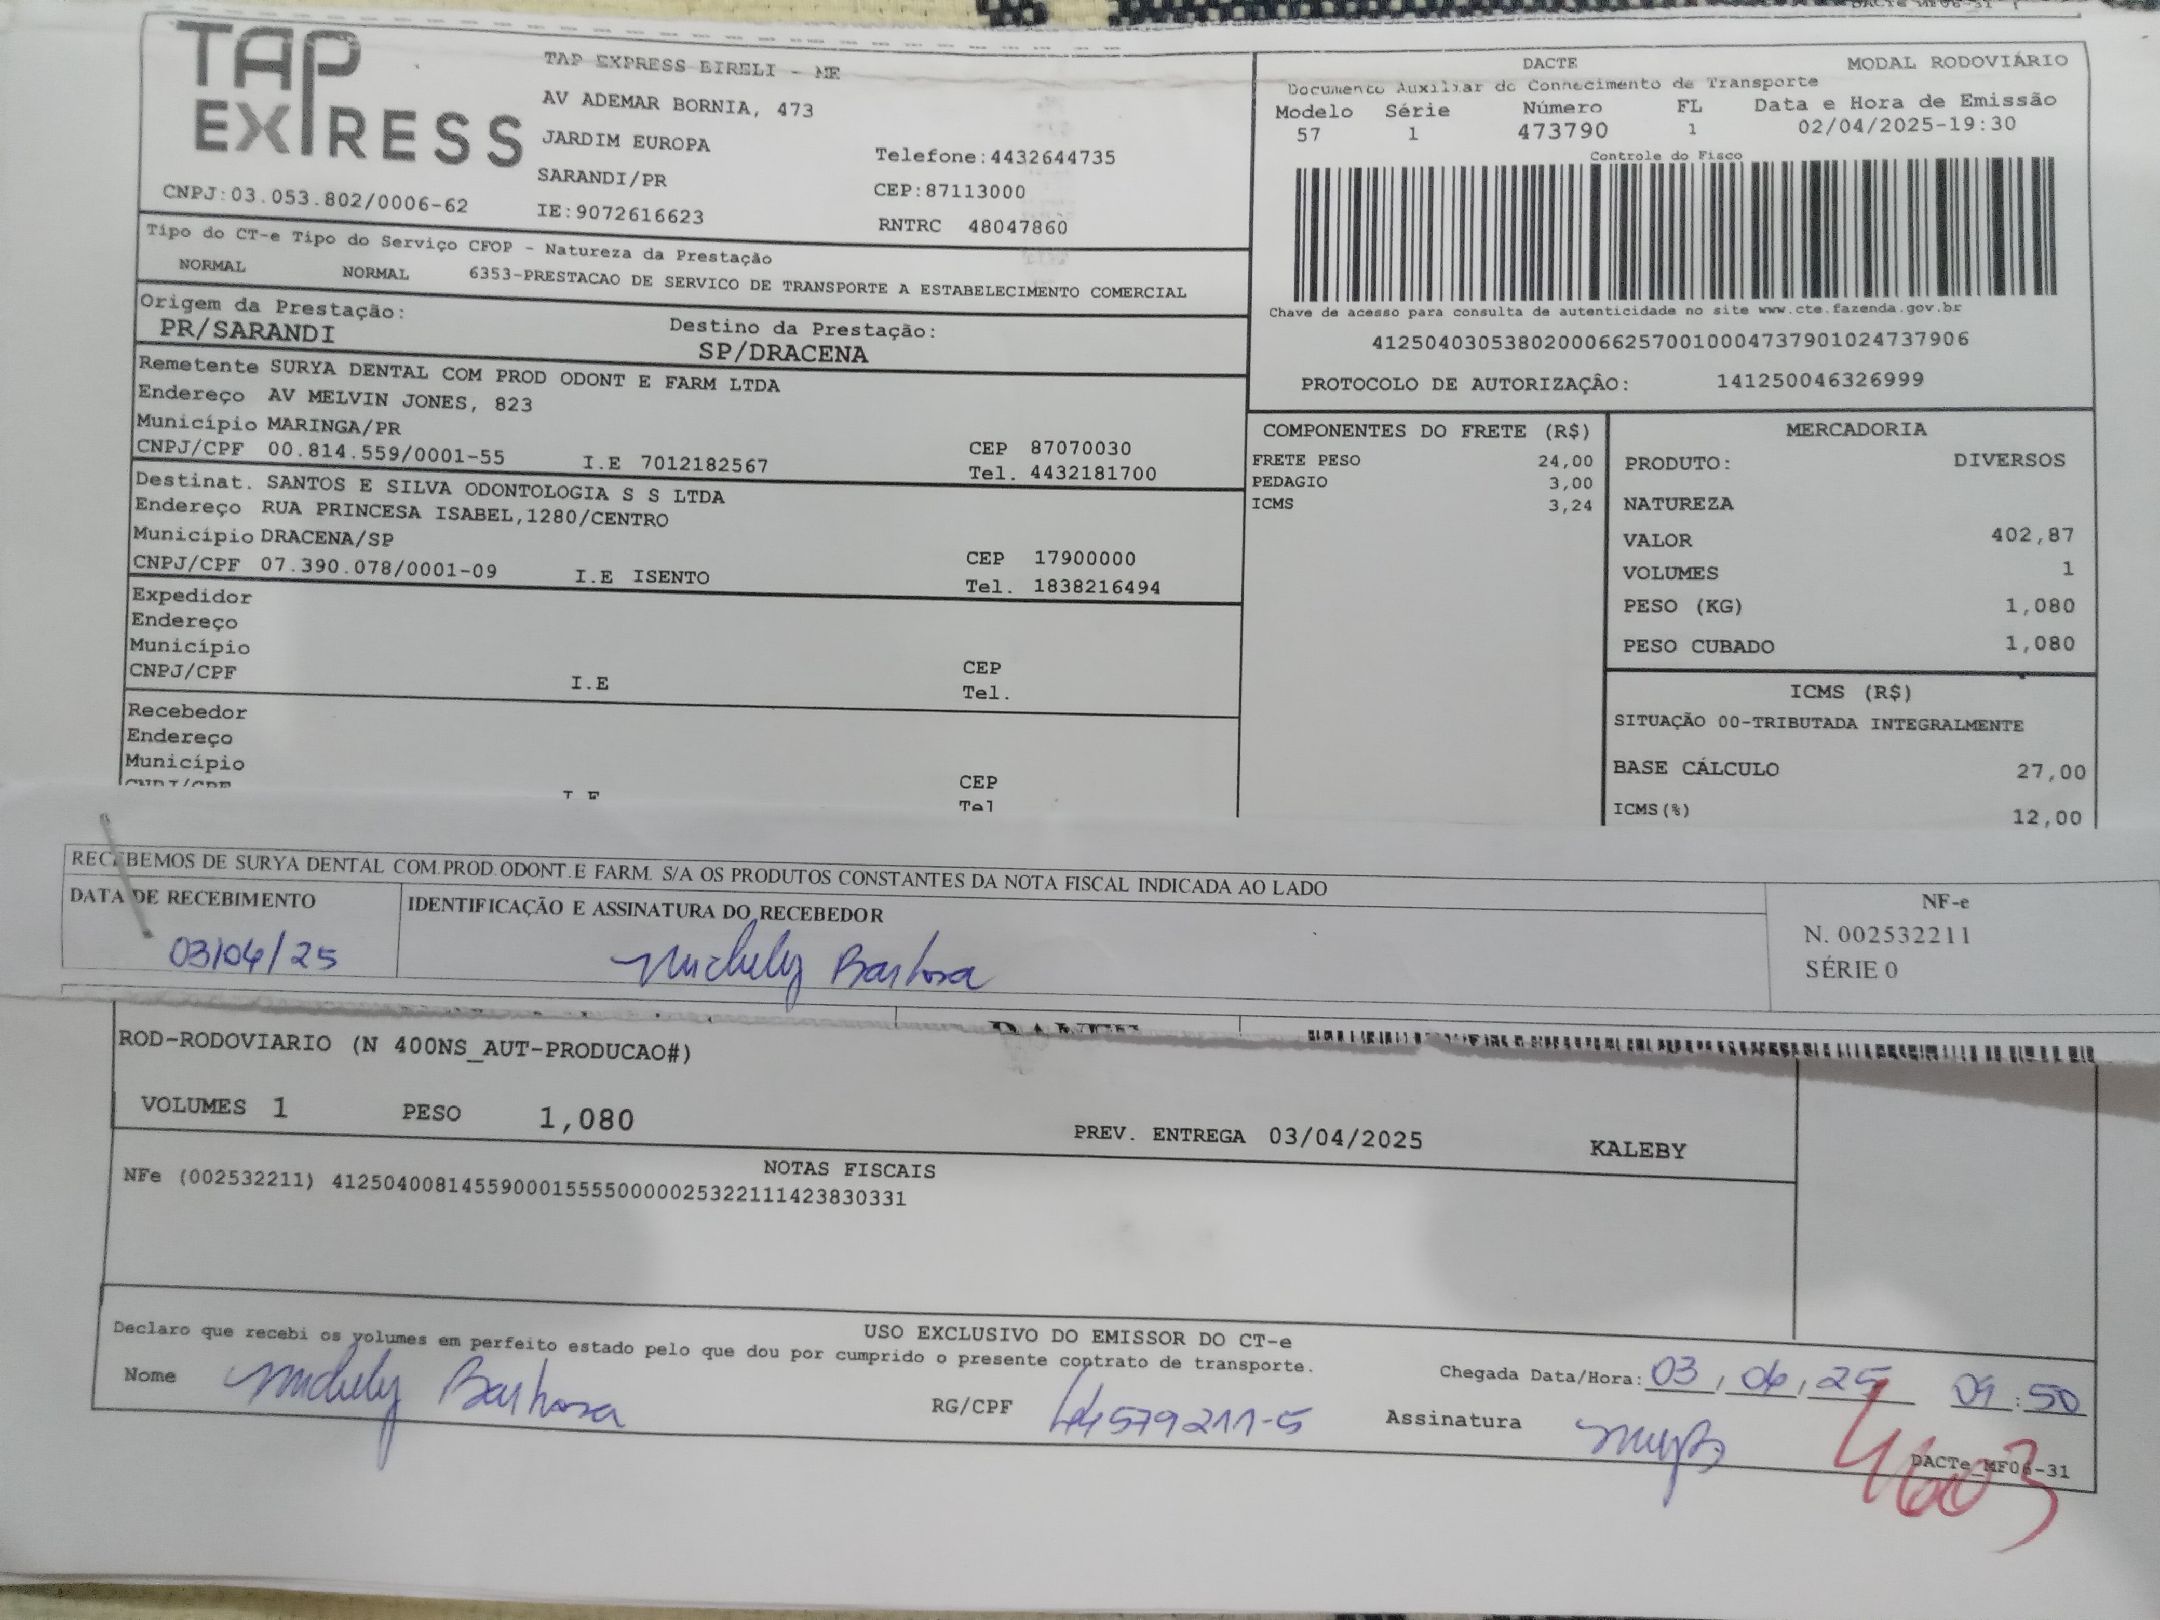 TAP
EXPRESS
CNPJ:03.053.802/0006-62
TAP EXPRESS EIRELI - ME
AV ADEMAR BORNIA, 473
JARDIM EUROPA
SARANDI/PR
IE:9072616623
Telefone:4432644735
CEP:87113000
RNTRC 48047860
DACTE MODAL RODOVIÁRIO
Documento Auxiliar do Conhecimento de Transporte
Modelo Série Número FL Data e Hora de Emissão
57 1 473790 1 02/04/2025-19:30
Controle do Fisco
Chave de acesso para consulta de autenticidade no site www.cte.fazenda.gov.br
41250403053802000662570010004737901024737906
PROTOCOLO DE AUTORIZAÇÃO: 141250046326999
Tipo do CT-e Tipo do Serviço CFOP - Natureza da Prestação
NORMAL NORMAL 6353-PRESTACAO DE SERVICO DE TRANSPORTE A ESTABELECIMENTO COMERCIAL
Origem da Prestação: Destino da Prestação:
PR/SARANDI SP/DRACENA
Remetente SURYA DENTAL COM PROD ODONT E FARM LTDA
Endereço AV MELVIN JONES, 823
Município MARINGA/PR CEP 87070030
CNPJ/CPF 00.814.559/0001-55 I.E 7012182567 Tel. 4432181700
Destinat. SANTOS E SILVA ODONTOLOGIA S S LTDA
Endereço RUA PRINCESA ISABEL,1280/CENTRO
Município DRACENA/SP CEP 17900000
CNPJ/CPF 07.390.078/0001-09 I.E ISENTO Tel. 1838216494
Expedidor
Endereço
Município CEP
CNPJ/CPF I.E Tel.
Recebedor
Endereço
Município CEP
CNPJ/CPF I.E Tel
COMPONENTES DO FRETE (R$)
FRETE PESO 24,00
PEDAGIO 3,00
ICMS 3,24
MERCADORIA
PRODUTO: DIVERSOS
NATUREZA
VALOR 402,87
VOLUMES 1
PESO (KG) 1,080
PESO CUBADO 1,080
ICMS (R$)
SITUAÇÃO 00-TRIBUTADA INTEGRALMENTE
BASE CÁLCULO 27,00
ICMS(%) 12,00
RECEBEMOS DE SURYA DENTAL COM.PROD.ODONT.E FARM. S/A OS PRODUTOS CONSTANTES DA NOTA FISCAL INDICADA AO LADO
DATA DE RECEBIMENTO IDENTIFICAÇÃO E ASSINATURA DO RECEBEDOR
03/04/25 Michely Barbosa
NF-e
N. 002532211
SÉRIE 0
ROD-RODOVIARIO (N 400NS_AUT-PRODUCAO#)
VOLUMES 1 PESO 1,080 PREV. ENTREGA 03/04/2025 KALEBY
NOTAS FISCAIS
NFe (002532211) 41250400814559000155550000025322111423830331
USO EXCLUSIVO DO EMISSOR DO CT-e
Declaro que recebi os volumes em perfeito estado pelo que dou por cumprido o presente contrato de transporte.
Nome Michely Barbosa RG/CPF 44579211-5
Chegada Data/Hora: 03, 04, 25 09:50
Assinatura
DACTe_MF06-31
4603